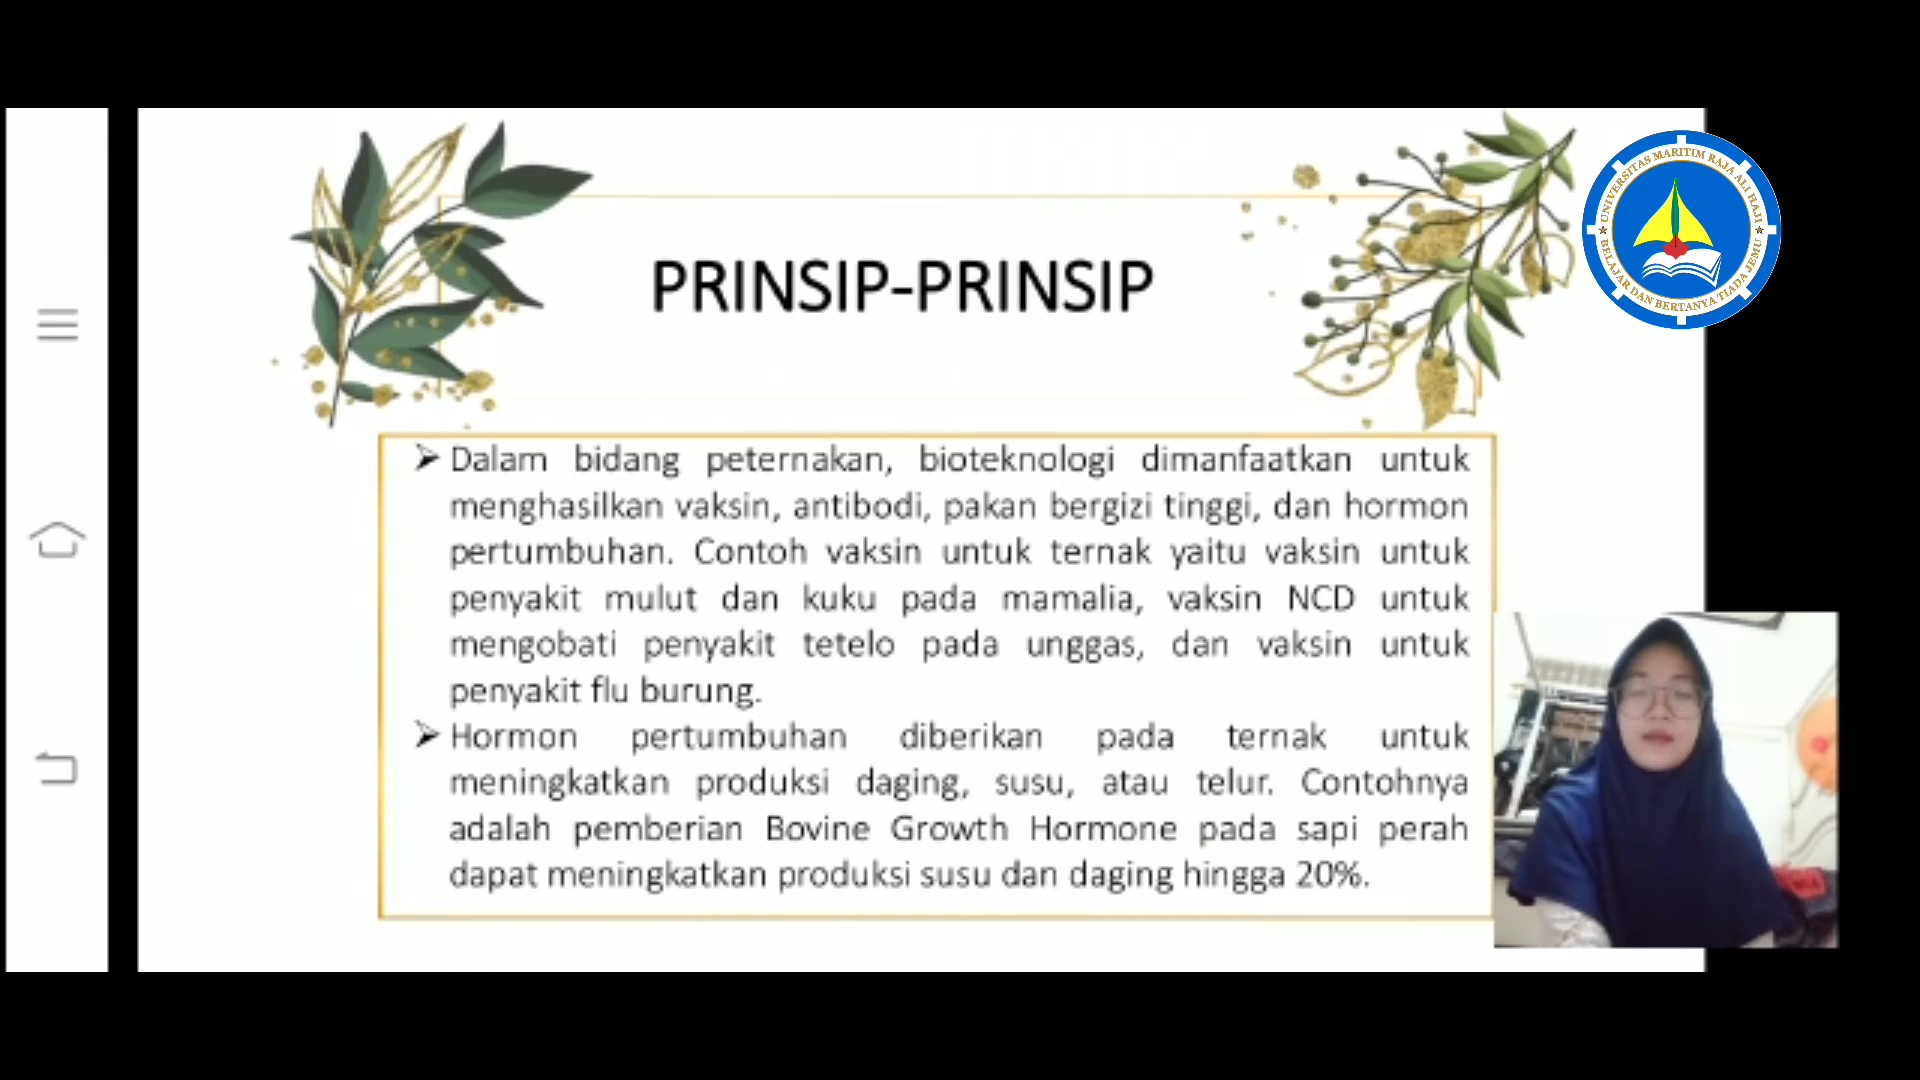 PRINSIP-PRINSIP
UNIVERSITAS MARITIM RAJA ALI HAJI
BELAJAR DAN BERTANYA TIADA JEMU
➢ Dalam bidang peternakan, bioteknologi dimanfaatkan untuk
menghasilkan vaksin, antibodi, pakan bergizi tinggi, dan hormon
pertumbuhan. Contoh vaksin untuk ternak yaitu vaksin untuk
penyakit mulut dan kuku pada mamalia, vaksin NCD untuk
mengobati penyakit tetelo pada unggas, dan vaksin untuk
penyakit flu burung.
➢ Hormon pertumbuhan diberikan pada ternak untuk
meningkatkan produksi daging, susu, atau telur. Contohnya
adalah pemberian Bovine Growth Hormone pada sapi perah
dapat meningkatkan produksi susu dan daging hingga 20%.